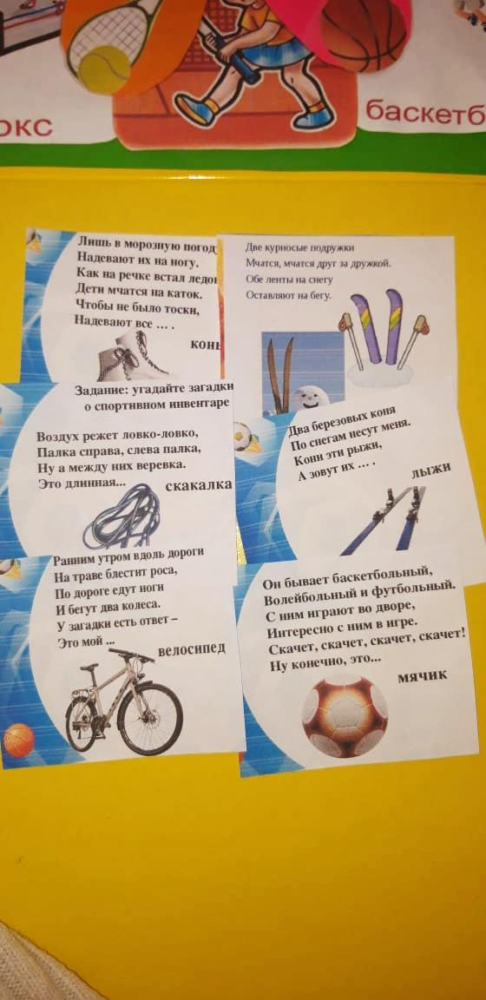 окс
баскетб
Лишь в морозную погод
Надевают их на ногу.
Как на речке встал ледо
Дети мчатся на каток.
Чтобы не было тоски,
Надевают все ... .
конь
Две курносые подружки
Мчатся, мчатся друг за дружкой.
Обе ленты на снегу
Оставляют на бегу.
Задание: угадайте загадки
о спортивном инвентаре
Воздух режет ловко-ловко,
Палка справа, слева палка,
Ну а между них веревка.
Это длинная...
скакалка
Два березовых коня
По снегам несут меня.
Кони эти рыжи,
А зовут их ... .
лыжи
Ранним утром вдоль дороги
На траве блестит роса,
По дороге едут ноги
И бегут два колеса.
У загадки есть ответ –
Это мой ...
велосипед
Он бывает баскетбольный,
Волейбольный и футбольный.
С ним играют во дворе,
Интересно с ним в игре.
Скачет, скачет, скачет, скачет!
Ну конечно, это...
мячик